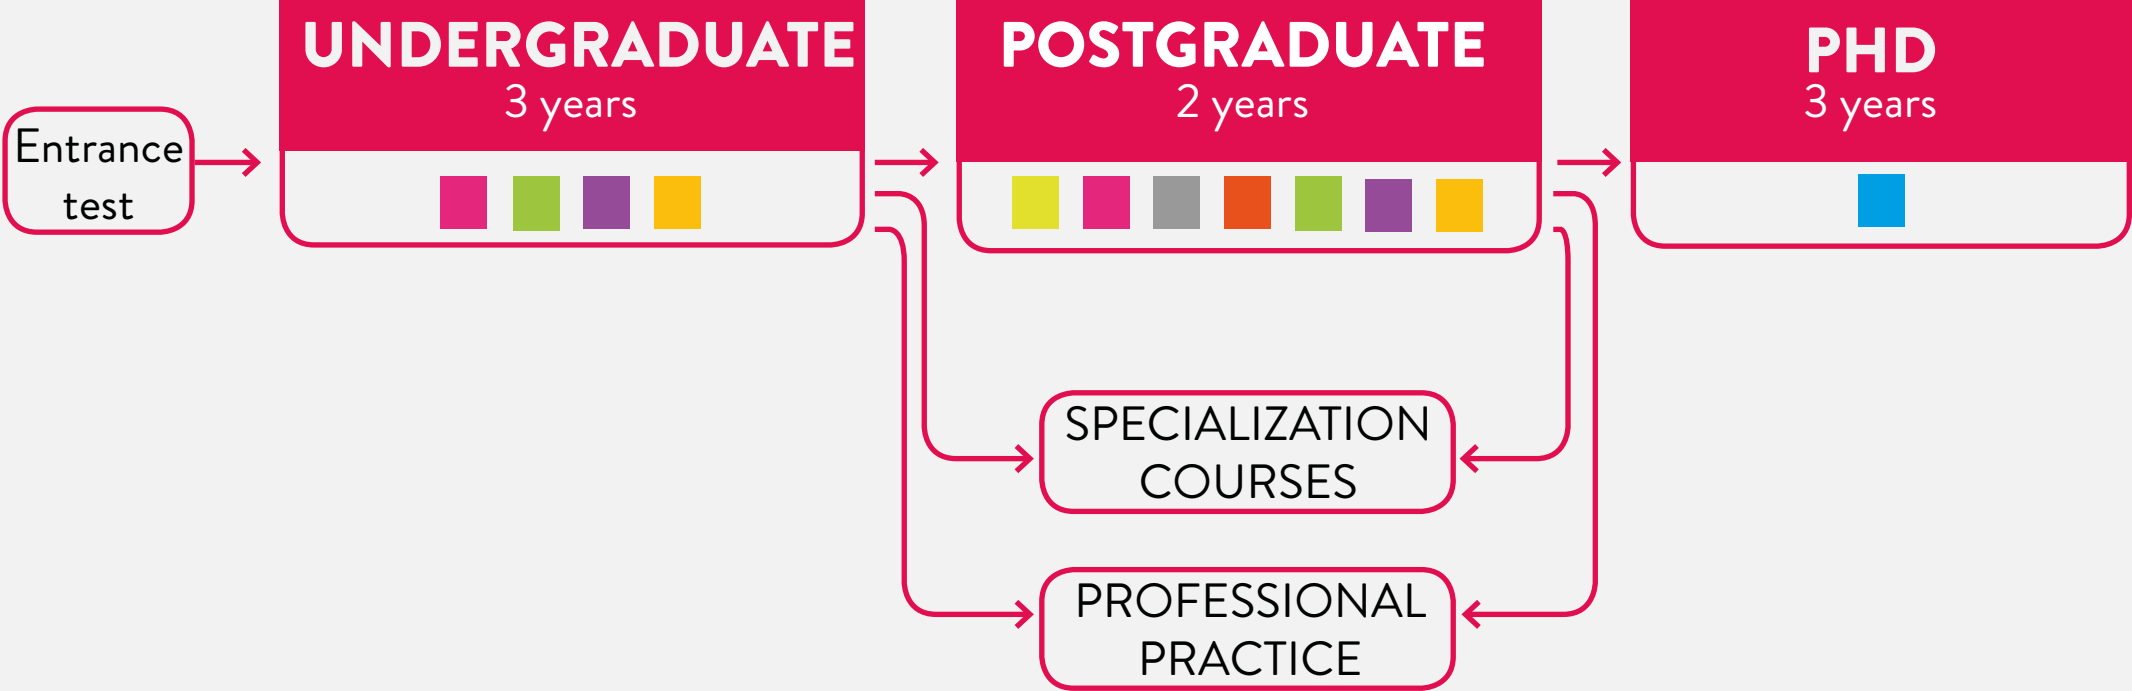 Entrance
test
UNDERGRADUATE
3 years
POSTGRADUATE
2 years
PHD
3 years
SPECIALIZATION
COURSES
PROFESSIONAL
PRACTICE